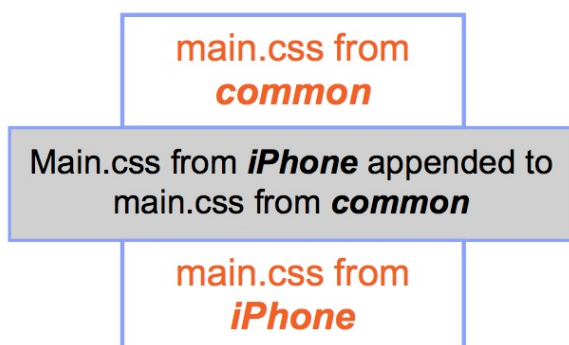 main.css from
common
Main.css from iPhone appended to
main.css from common
main.css from
iPhone